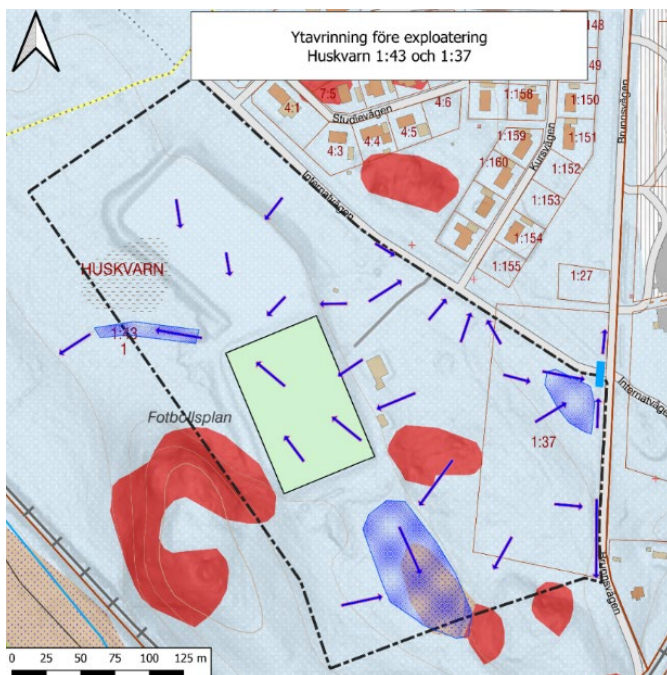 Ytavrinning före exploatering
Huskvarn 1:43 och 1:37
148
7:5
4:1
4:6
1:158
49
1:150
Studievägen
4:3
4:4
4:5
1:159
1:151
Kursvägen
Brunnsvägen
1:160
1:152
Internatvägen
1:153
1:154
1:155
1:27
HUSKVARN
1:43
1
Internatvägen
Fotbollsplan
1:37
Brunnsvägen
0 25 50 75 100 125 m